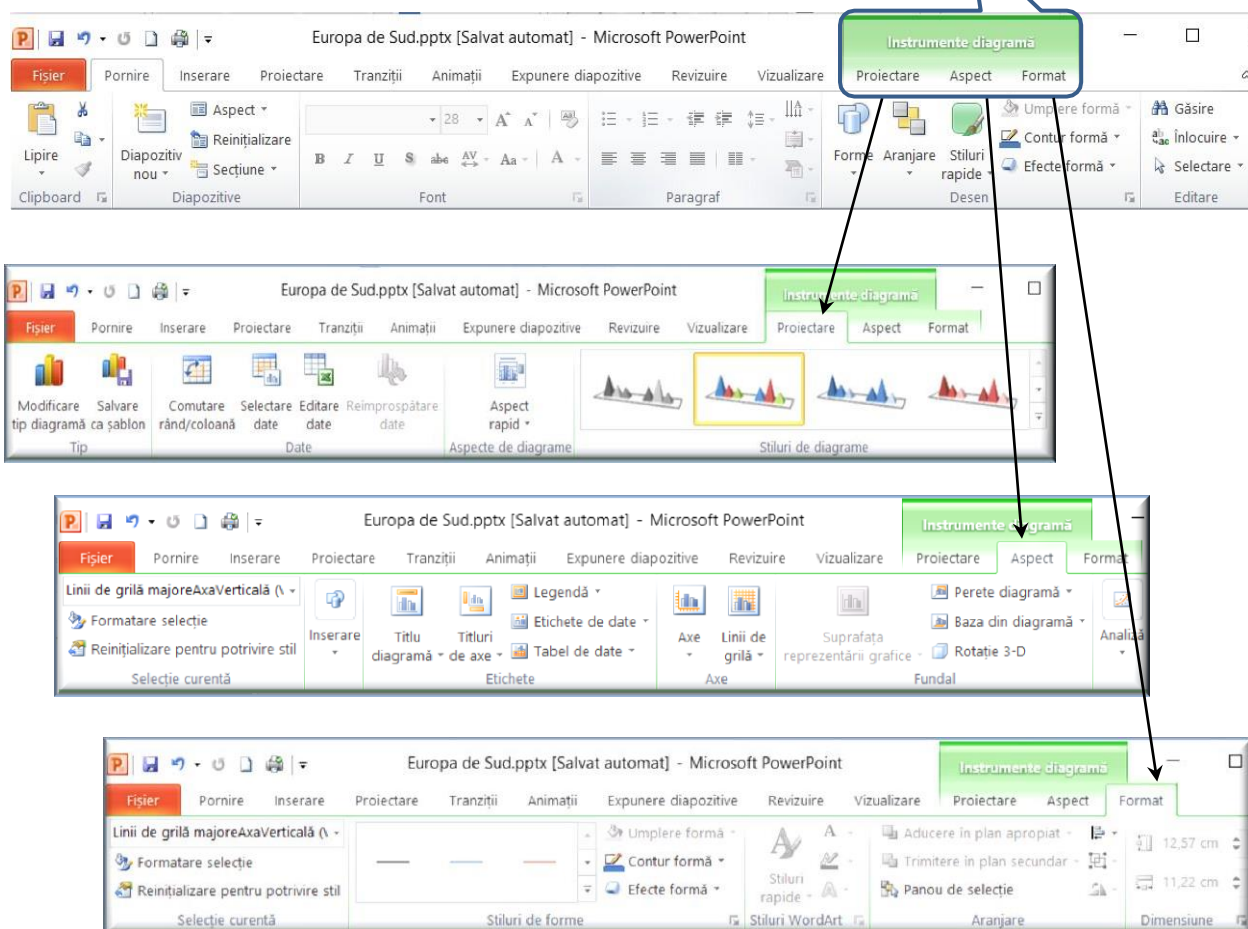 Europa de Sud.pptx [Salvat automat] - Microsoft PowerPoint
Instrumente diagramă
Fișier Pornire Inserare Proiectare Tranziții Animații Expunere diapozitive Revizuire Vizualizare Proiectare Aspect Format
Lipire
Clipboard
Diapozitiv nou
Aspect
Reinițializare
Secțiune
Diapozitive
28
Font
Paragraf
Forme Aranjare Stiluri rapide
Umplere formă
Contur formă
Efecte formă
Desen
Găsire
Înlocuire
Selectare
Editare
Europa de Sud.pptx [Salvat automat] - Microsoft PowerPoint
Instrumente diagramă
Fișier Pornire Inserare Proiectare Tranziții Animații Expunere diapozitive Revizuire Vizualizare Proiectare Aspect Format
Modificare tip diagramă
Salvare ca șablon
Tip
Comutare rând/coloană
Selectare date
Editare date
Reîmprospătare date
Date
Aspect rapid
Aspecte de diagrame
Stiluri de diagrame
Europa de Sud.pptx [Salvat automat] - Microsoft PowerPoint
Instrumente diagramă
Fișier Pornire Inserare Proiectare Tranziții Animații Expunere diapozitive Revizuire Vizualizare Proiectare Aspect Format
Linii de grilă majoreAxaVerticală (\
Formatare selecție
Reinițializare pentru potrivire stil
Selecție curentă
Inserare
Titlu diagramă
Titluri de axe
Legendă
Etichete de date
Tabel de date
Etichete
Axe
Linii de grilă
Axe
Suprafața reprezentării grafice
Perete diagramă
Baza din diagramă
Rotație 3-D
Fundal
Analiză
Europa de Sud.pptx [Salvat automat] - Microsoft PowerPoint
Instrumente diagramă
Fișier Pornire Inserare Proiectare Tranziții Animații Expunere diapozitive Revizuire Vizualizare Proiectare Aspect Format
Linii de grilă majoreAxaVerticală (\
Formatare selecție
Reinițializare pentru potrivire stil
Selecție curentă
Umplere formă
Contur formă
Efecte formă
Stiluri de forme
Stiluri rapide
Stiluri WordArt
Aducere în plan apropiat
Trimitere în plan secundar
Panou de selecție
Aranjare
12,57 cm
11,22 cm
Dimensiune